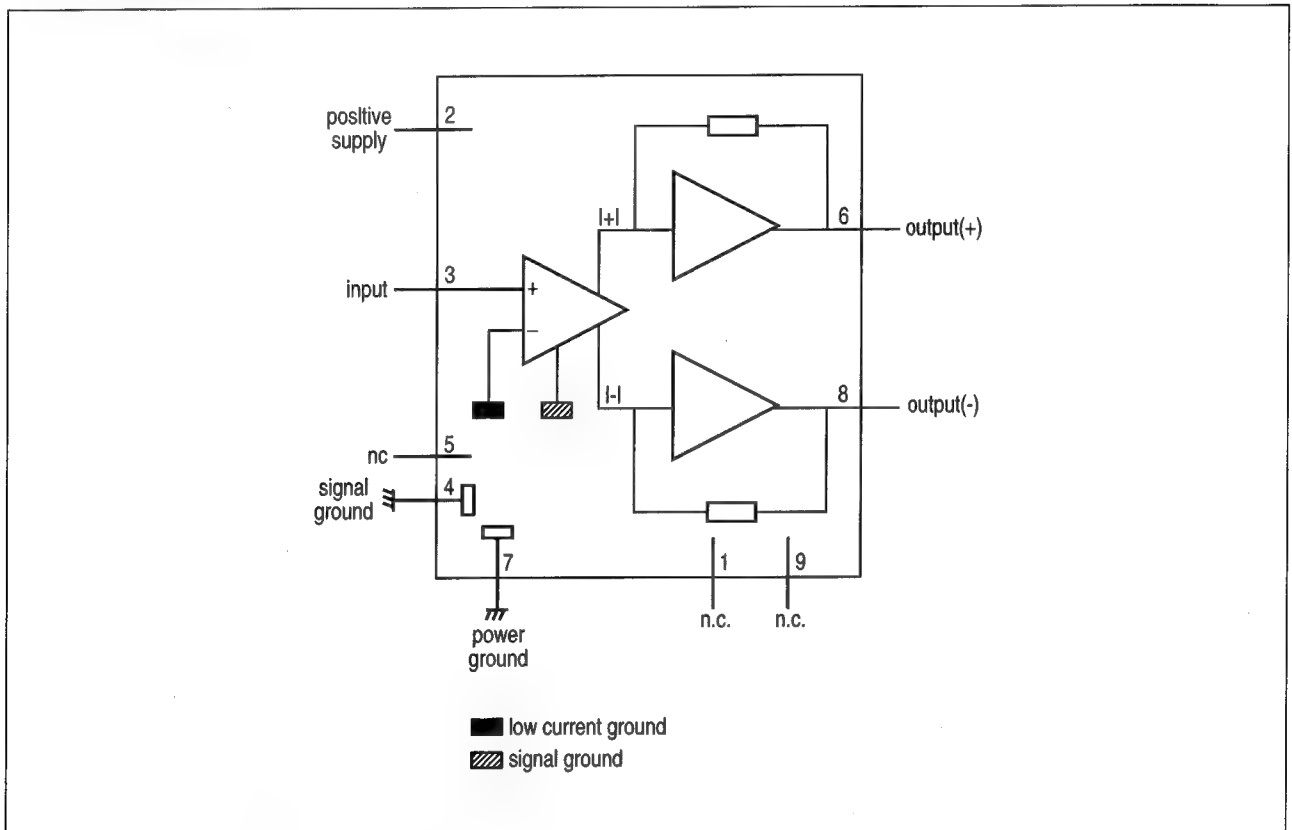 positive
supply
2
input
3
+
−
I+I
I-I
6
output(+)
8
output(-)
nc
5
signal
ground
4
7
power
ground
1
n.c.
9
n.c.
low current ground
signal ground